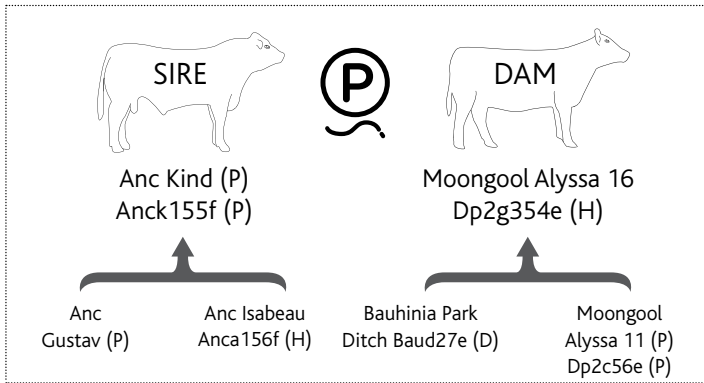 SIRE
P
DAM
Anc Kind (P)
Anck155f (P)
Moongool Alyssa 16
Dp2g354e (H)
Anc
Gustav (P)
Anc Isabeau
Anca156f (H)
Bauhinia Park
Ditch Baud27e (D)
Moongool
Alyssa 11 (P)
Dp2c56e (P)